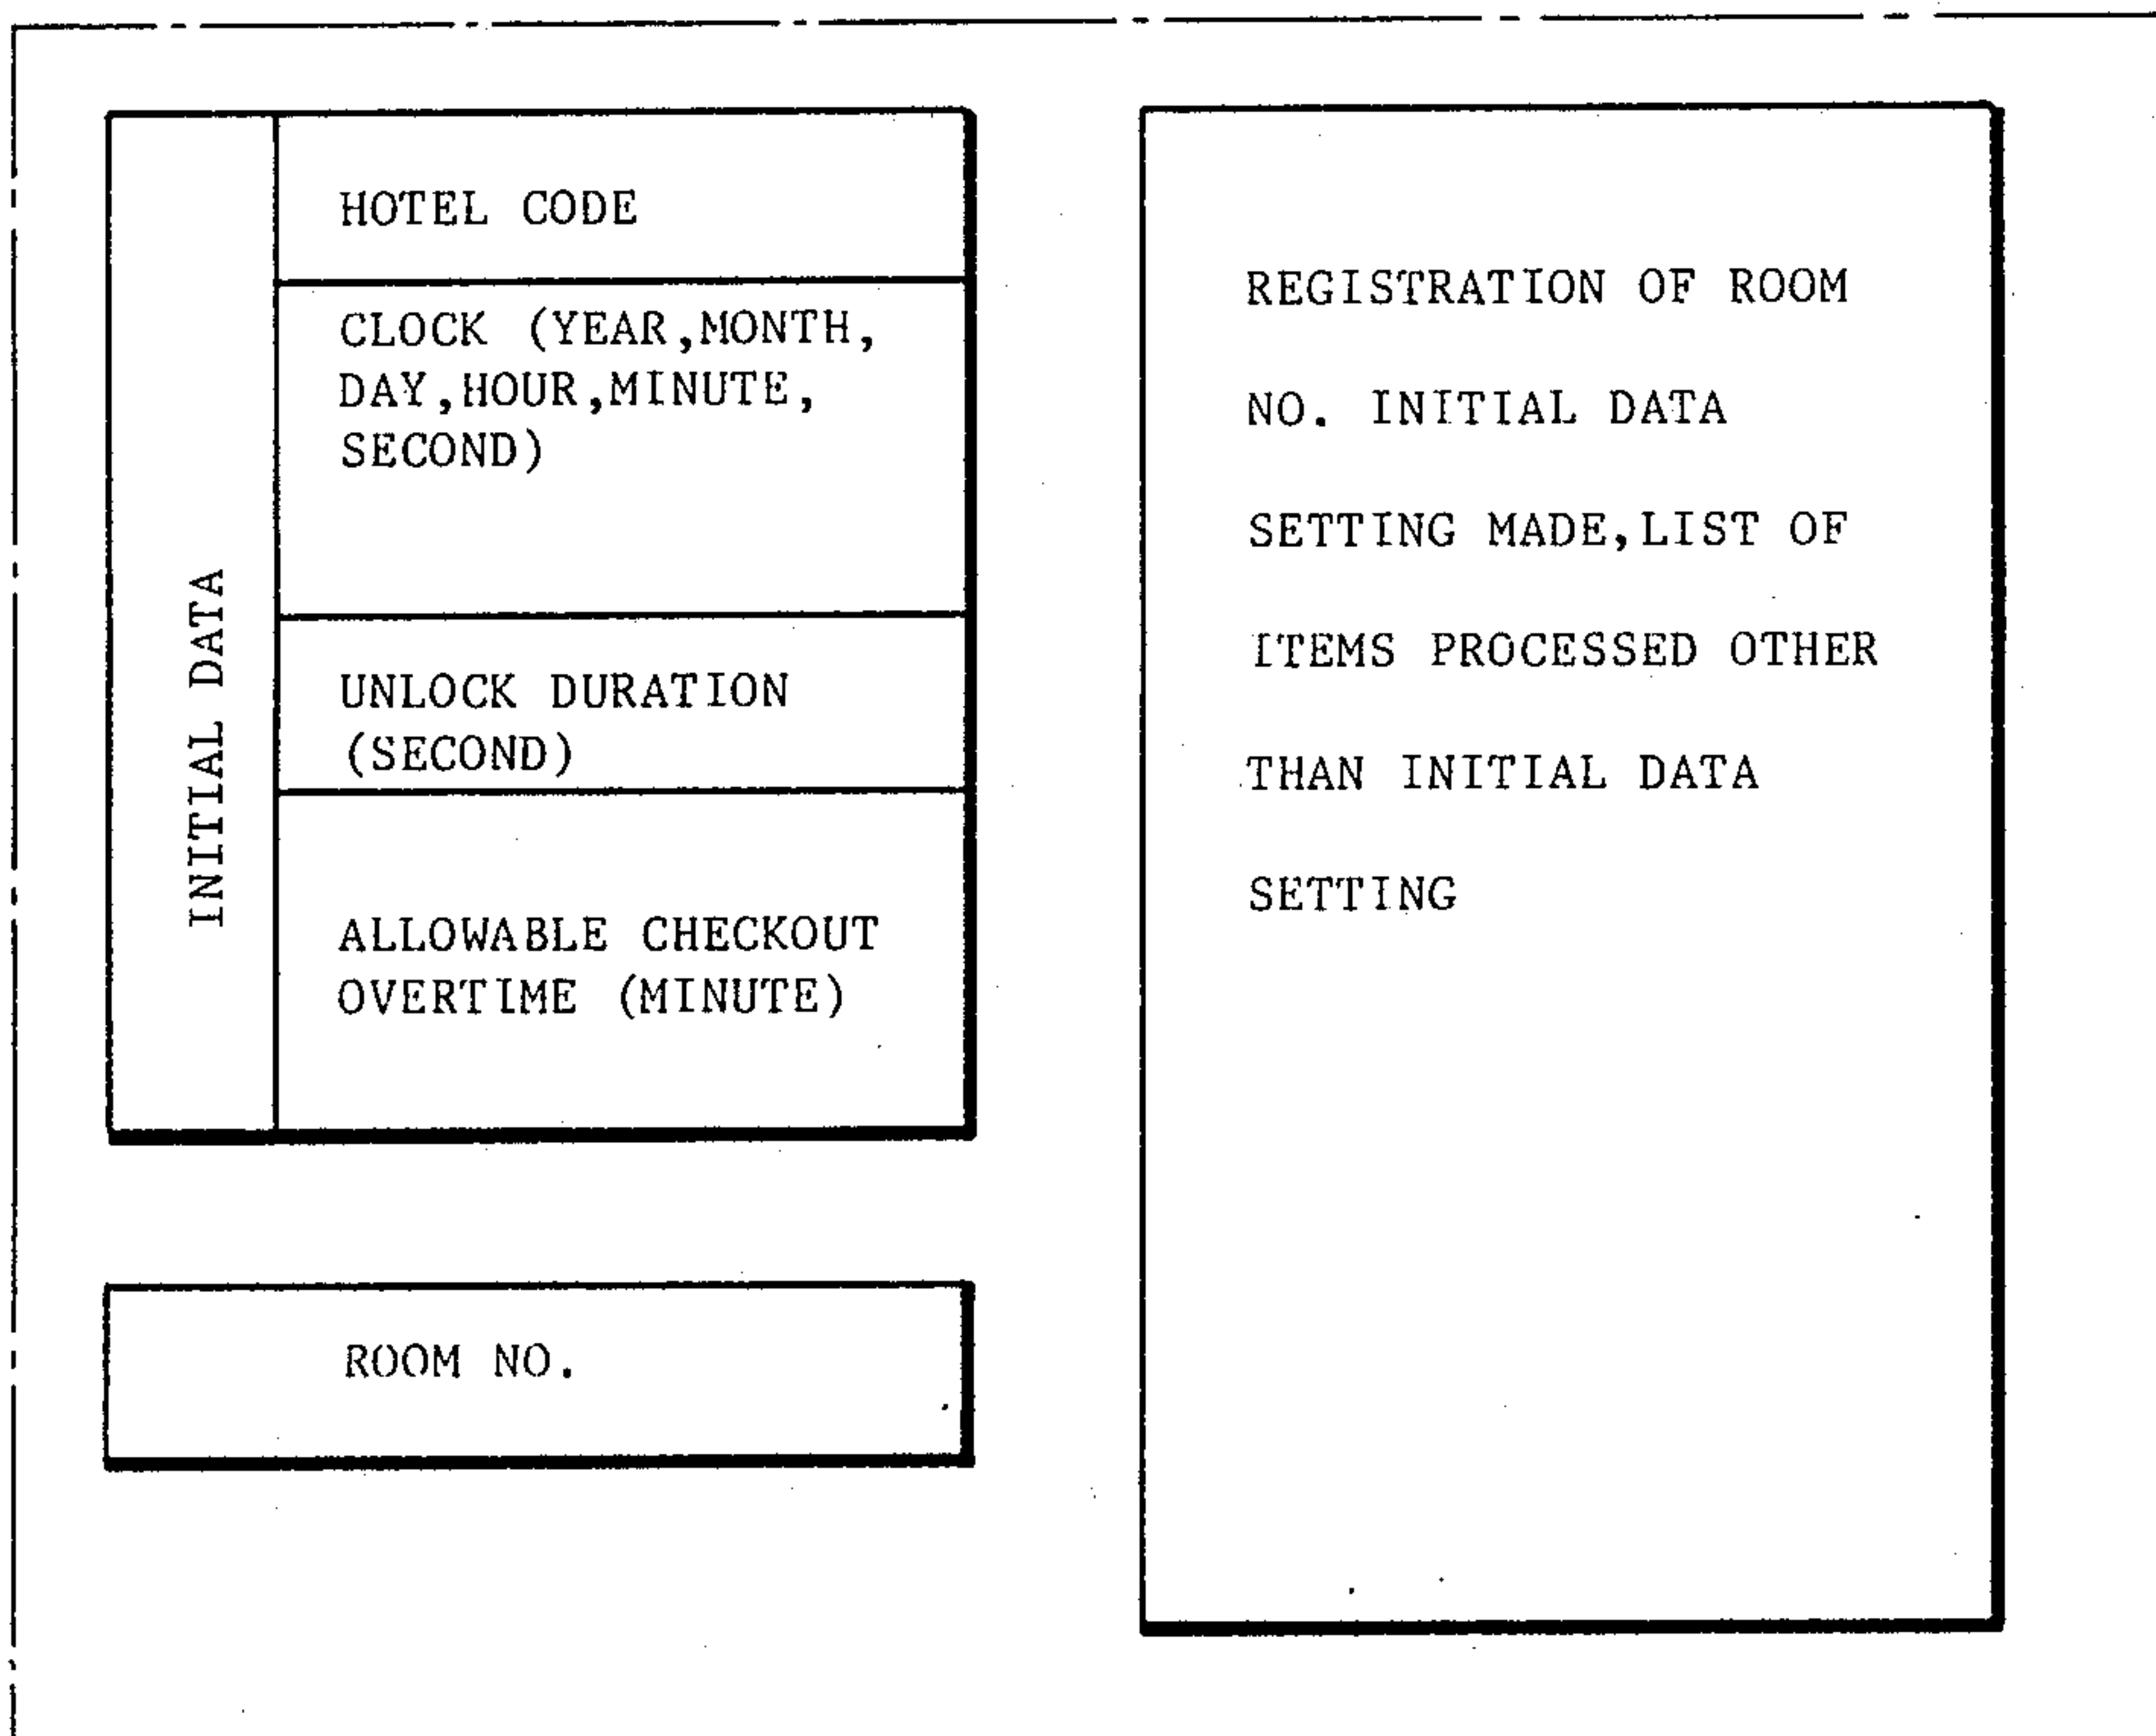 INITIAL DATA
HOTEL CODE
CLOCK (YEAR,MONTH,
DAY,HOUR,MINUTE,
SECOND)
UNLOCK DURATION
(SECOND)
ALLOWABLE CHECKOUT
OVERTIME (MINUTE)
ROOM NO.
REGISTRATION OF ROOM
NO. INITIAL DATA
SETTING MADE,LIST OF
ITEMS PROCESSED OTHER
THAN INITIAL DATA
SETTING